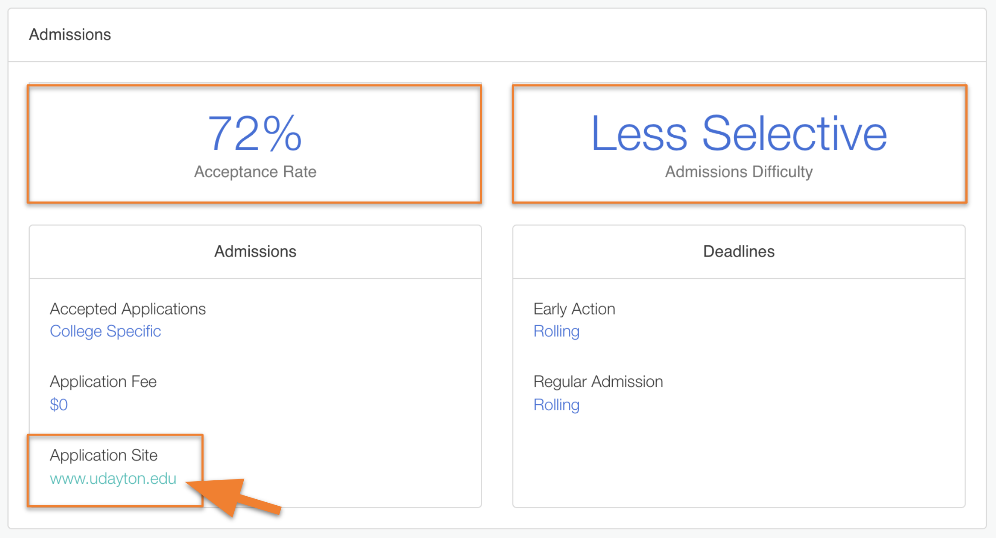 Admissions
72%
Acceptance Rate
Less Selective
Admissions Difficulty
Admissions
Accepted Applications
College Specific
Application Fee
$0
Application Site
www.udayton.edu
Deadlines
Early Action
Rolling
Regular Admission
Rolling